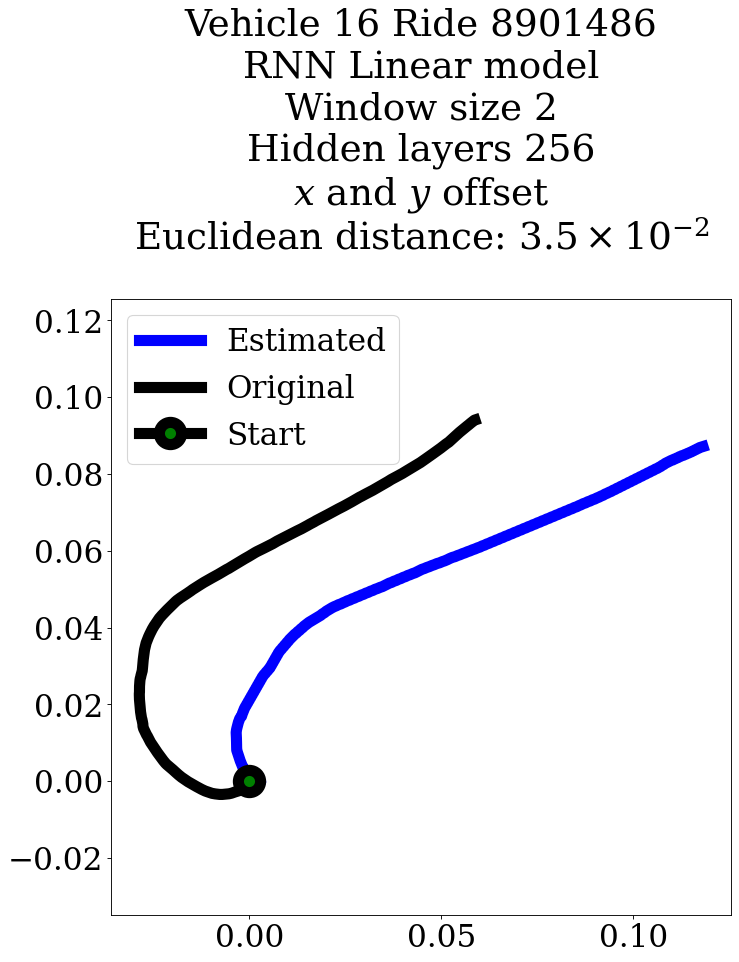 Vehicle 16 Ride 8901486
RNN Linear model
Window size 2
Hidden layers 256
x and y offset
Euclidean distance: 3.5 × 10⁻²
Estimated
Original
Start
0.12
0.10
0.08
0.06
0.04
0.02
0.00
−0.02
0.00 0.05 0.10